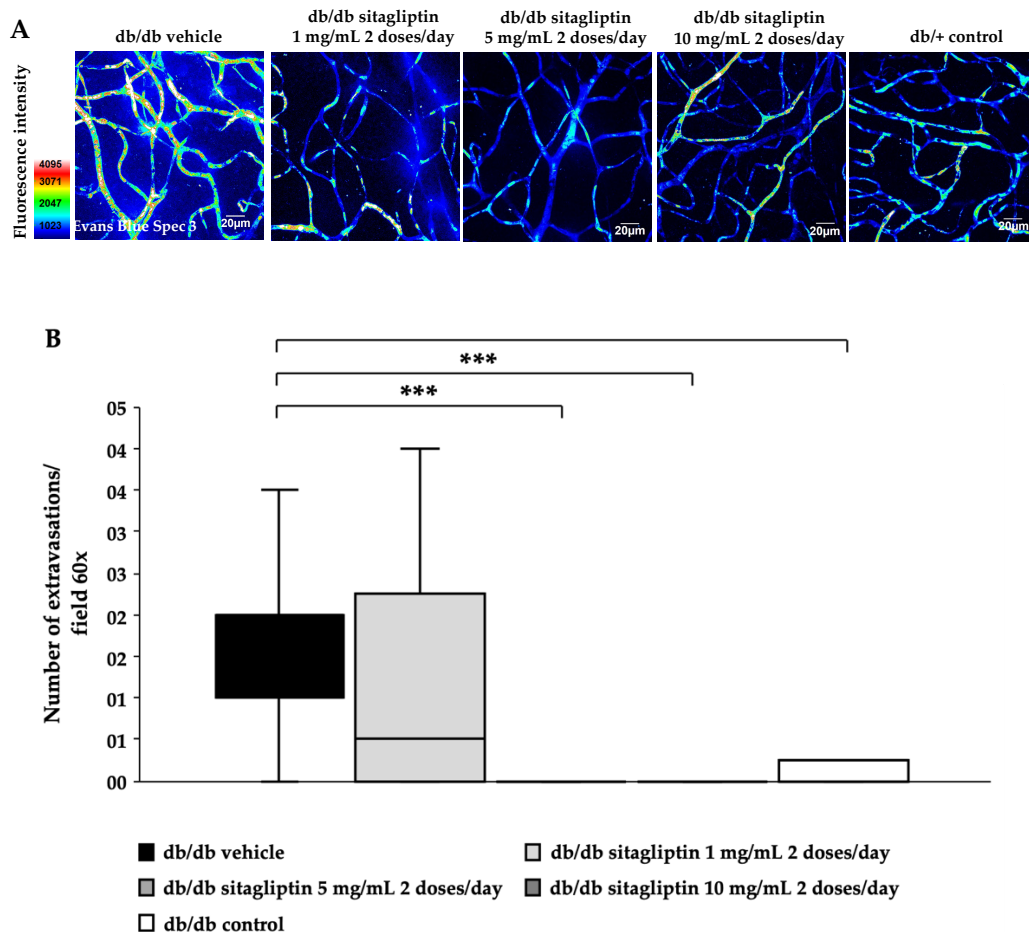 A
db/db vehicle
db/db sitagliptin
1 mg/mL 2 doses/day
db/db sitagliptin
5 mg/mL 2 doses/day
db/db sitagliptin
10 mg/mL 2 doses/day
db/+ control
Fluorescence intensity
4095
3071
2047
1023
Evans Blue Spec 3
20μm
20μm
20μm
20μm
20μm
B
***
***
Number of extravasations/
field 60x
05
04
04
03
03
02
02
01
01
00
db/db vehicle
db/db sitagliptin 1 mg/mL 2 doses/day
db/db sitagliptin 5 mg/mL 2 doses/day
db/db sitagliptin 10 mg/mL 2 doses/day
db/db control